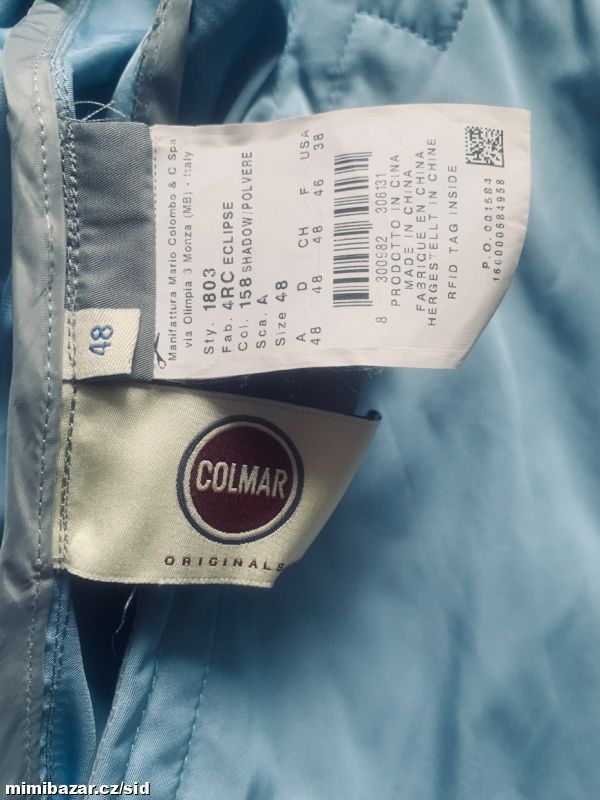 Manifattura Mario Colombo & C Spa
via Olimpia 3 Monza (MB) - Italy
Sty. 1803
Fab. 4RC ECLIPSE
Col. 158 SHADOW/POLVERE
Sca. A
Size 48
A D CH F USA
48 48 48 46 38
8 300982 306131
PRODOTTO IN CINA
MADE IN CHINA
FABRIQUE EN CHINA
HERGESTELLT IN CHINE
RFID TAG INSIDE
P.O. 001584
160000684958
48
COLMAR
ORIGINALS
mimibazar.cz/sid